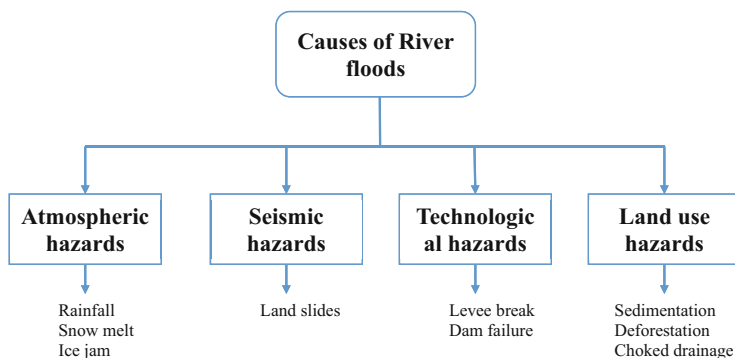 Causes of River
floods
Atmospheric
hazards
Seismic
hazards
Technologic
al hazards
Land use
hazards
Rainfall
Snow melt
Ice jam
Land slides
Levee break
Dam failure
Sedimentation
Deforestation
Choked drainage